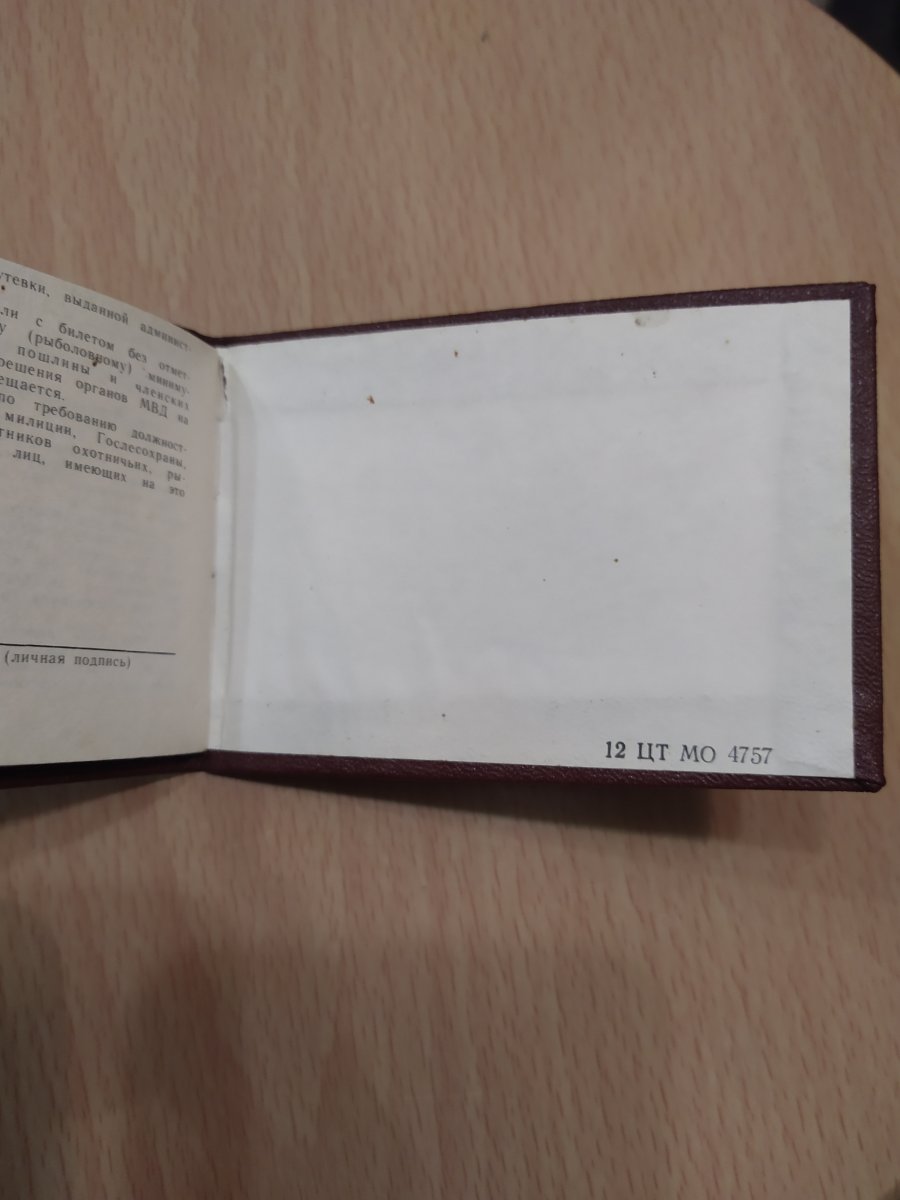 утевки, выданной админист-
ли с билетом без отмет-
у (рыболовному) миниму-
пошлины и членских
решения органов МВД на
ещается.
по требованию должност-
милиции, Гослесохраны,
тников охотничьих, ры-
лиц, имеющих на это
(личная подпись)
12 ЦТ МО 4757